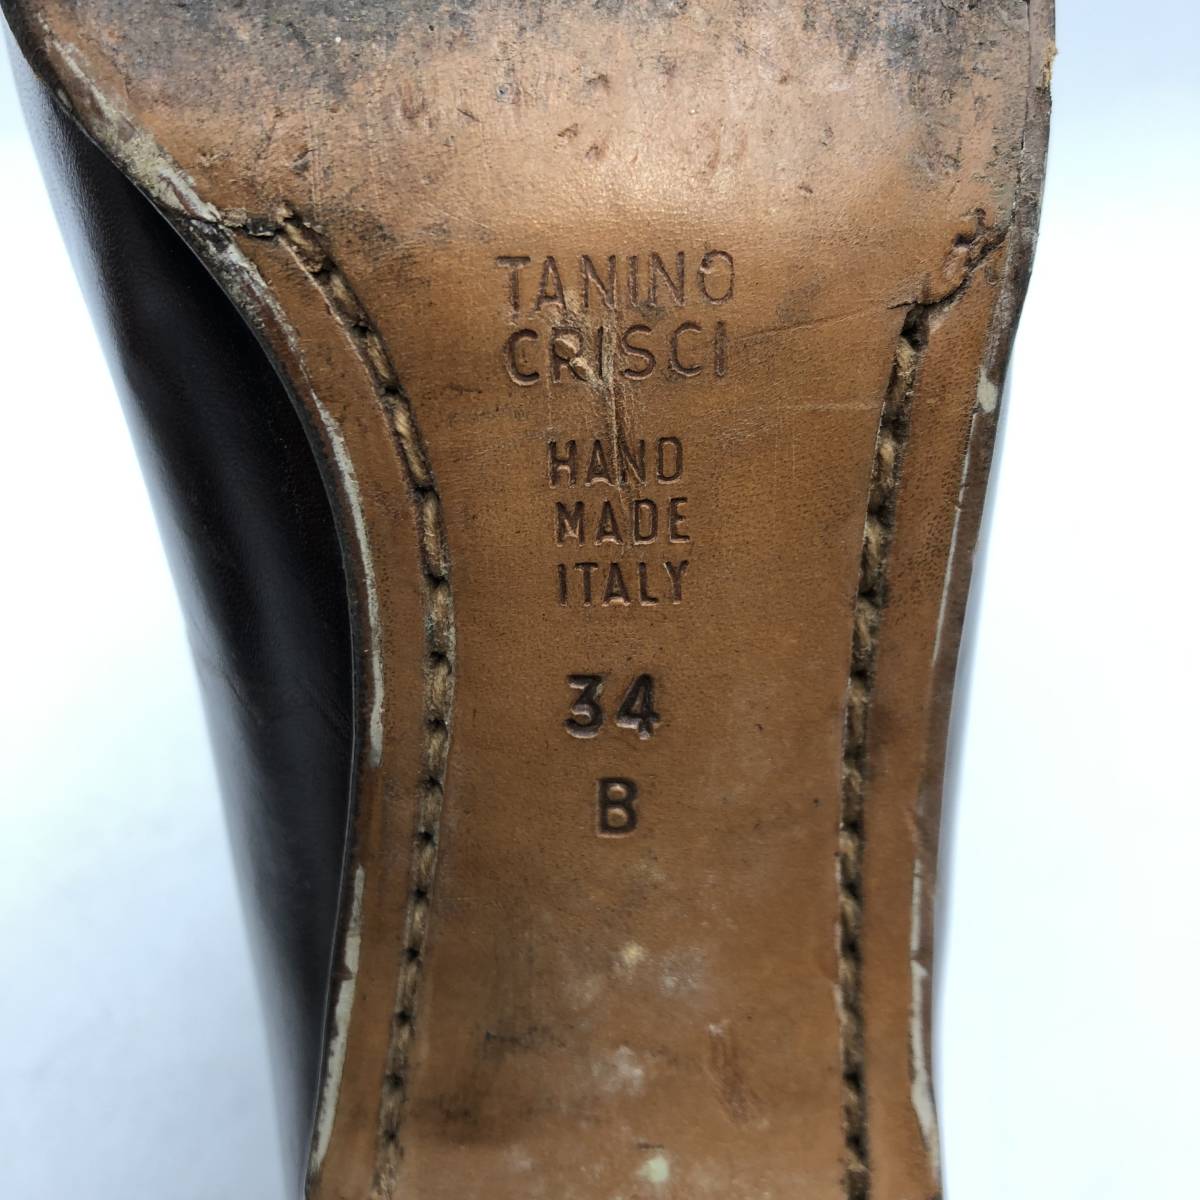 TANINO
CRISCI
HAND
MADE
ITALY
34
B